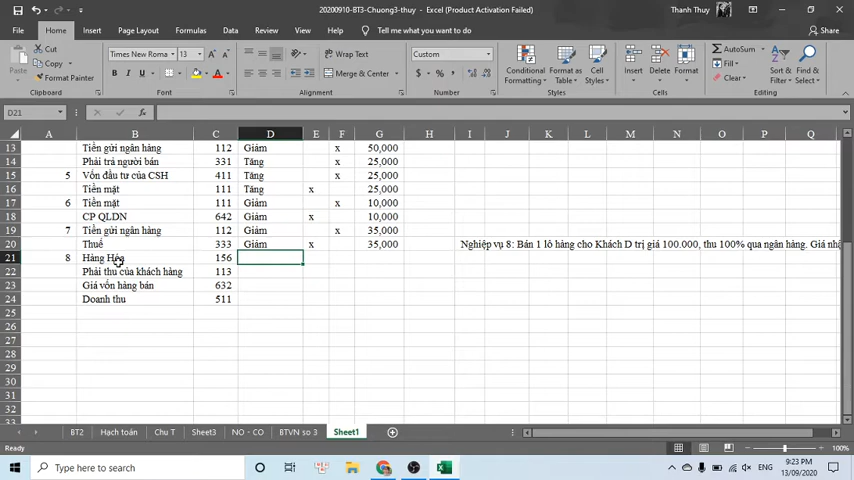 20200910-BT3-Chuong3-thuy - Excel (Product Activation Failed)
Thanh Thuy
File Home Insert Page Layout Formulas Data Review View Help Tell me what you want to do Share
Cut
Copy
Format Painter
Paste
Clipboard
Times New Roma 13
Font
Wrap Text
Merge & Center
Alignment
Custom
Number
Conditional Formatting
Format as Table
Cell Styles
Styles
Insert Delete Format
Cells
AutoSum
Fill
Clear
Sort & Filter
Find & Select
Editing
D21
A B C D E F G H I J K L M N O P Q
13 Tiền gửi ngân hàng 112 Giảm x 50,000
14 Phải trả người bán 331 Tăng x 25,000
15 5 Vốn đầu tư của CSH 411 Tăng x 25,000
16 Tiền mặt 111 Tăng x 25,000
17 6 Tiền mặt 111 Giảm x 10,000
18 CP QLDN 642 Giảm x 10,000
19 7 Tiền gửi ngân hàng 112 Giảm x 35,000
20 Thuế 333 Giảm x 35,000 Nghiệp vụ 8: Bán 1 lô hàng cho Khách D trị giá 100.000, thu 100% qua ngân hàng. Giá nhậ
21 8 Hàng Hóa 156
22 Phải thu của khách hàng 113
23 Giá vốn hàng bán 632
24 Doanh thu 511
25
26
27
28
29
30
31
32
33
BT2 Hạch toán Chu T Sheet3 NO - CO BTVN so 3 Sheet1
Ready 100%
Type here to search
ENG
9:23 PM
13/09/2020